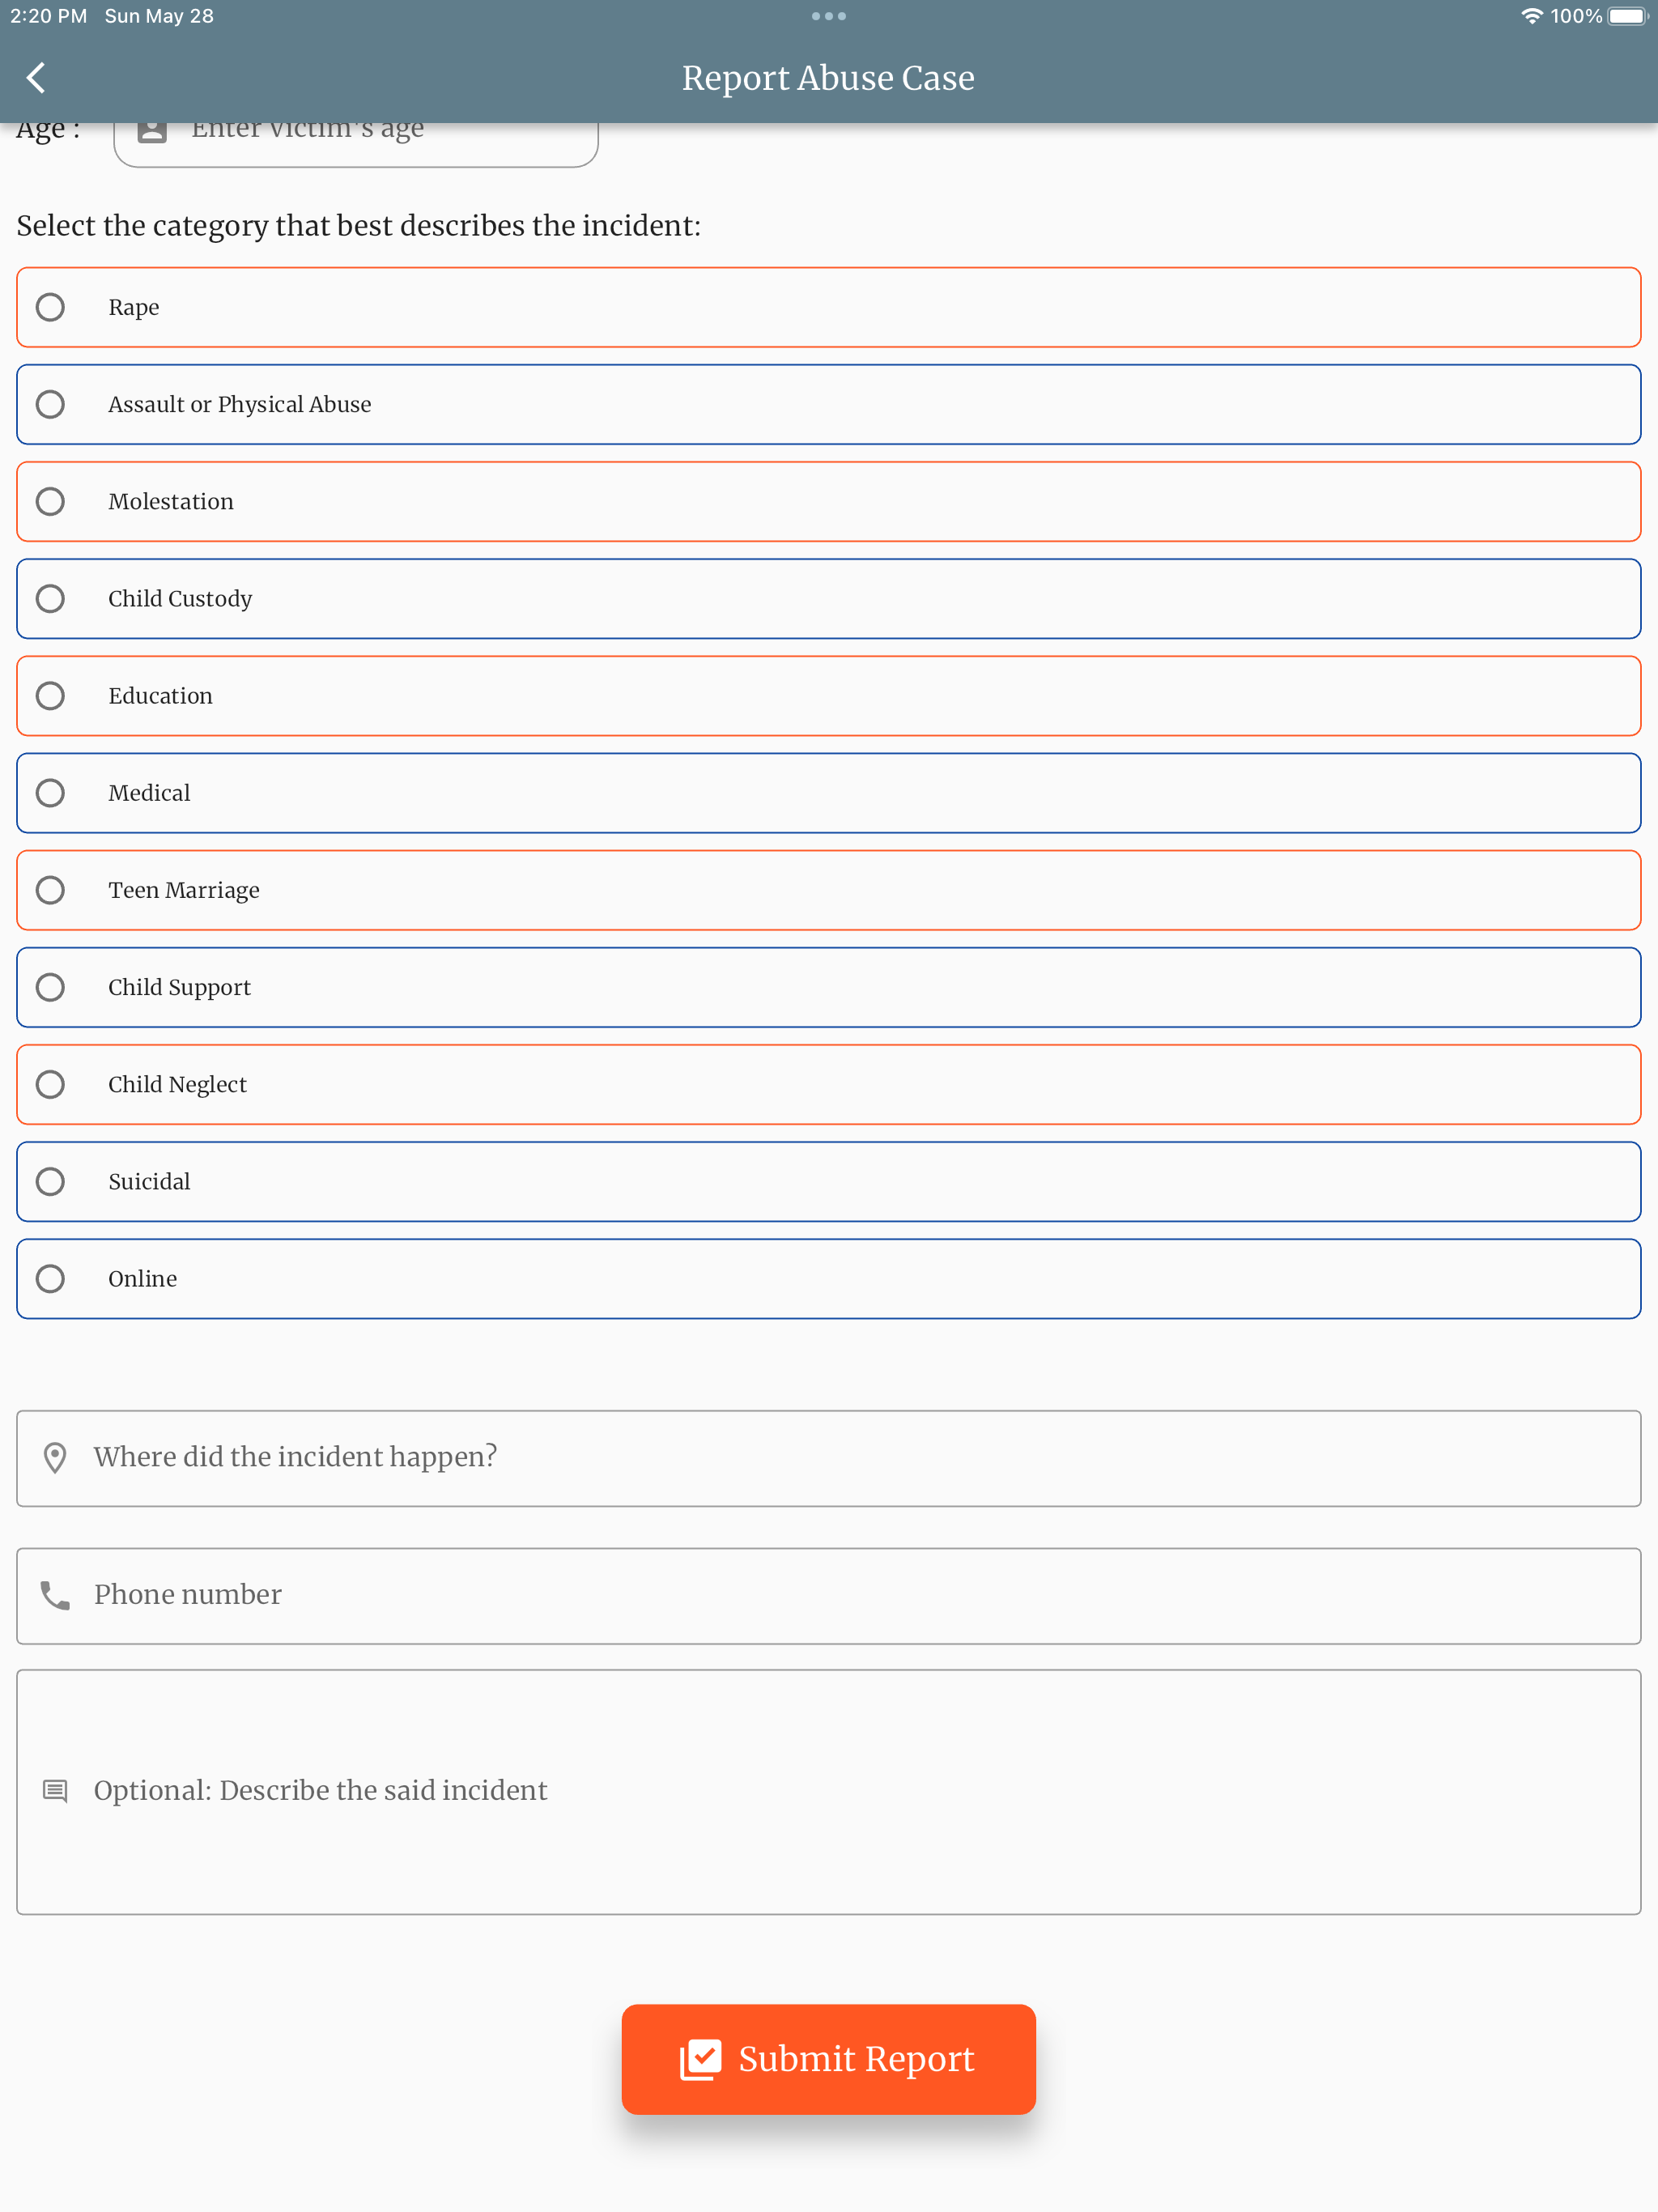 2:20 PM Sun May 28
100%
Report Abuse Case
Age :
Enter Victim's age
Select the category that best describes the incident:
Rape
Assault or Physical Abuse
Molestation
Child Custody
Education
Medical
Teen Marriage
Child Support
Child Neglect
Suicidal
Online
Where did the incident happen?
Phone number
Optional: Describe the said incident
Submit Report